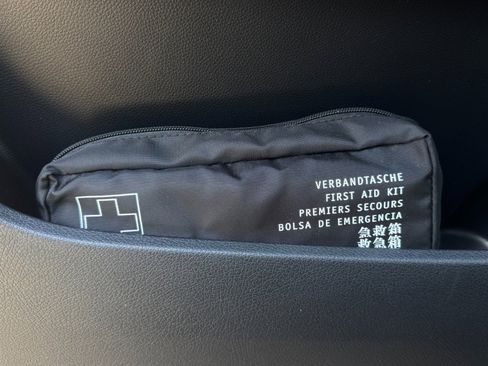 VERBANDTASCHE
FIRST AID KIT
PREMIERS SECOURS
BOLSA DE EMERGENCIA
急救箱
救急箱